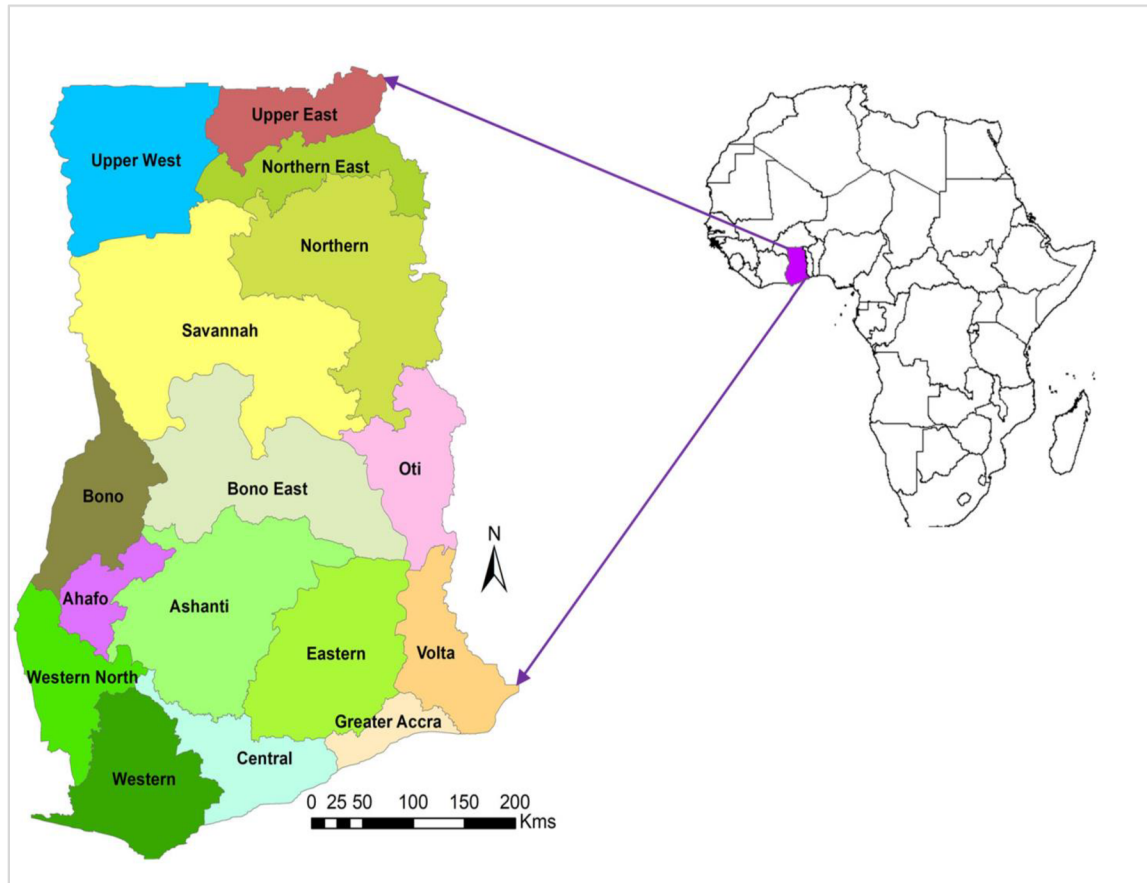 Upper East
Upper West
Northern East
Northern
Savannah
Oti
Bono East
Bono
N
Ahafo
Ashanti
Eastern
Volta
Western North
Greater Accra
Central
Western
0 25 50 100 150 200
Kms